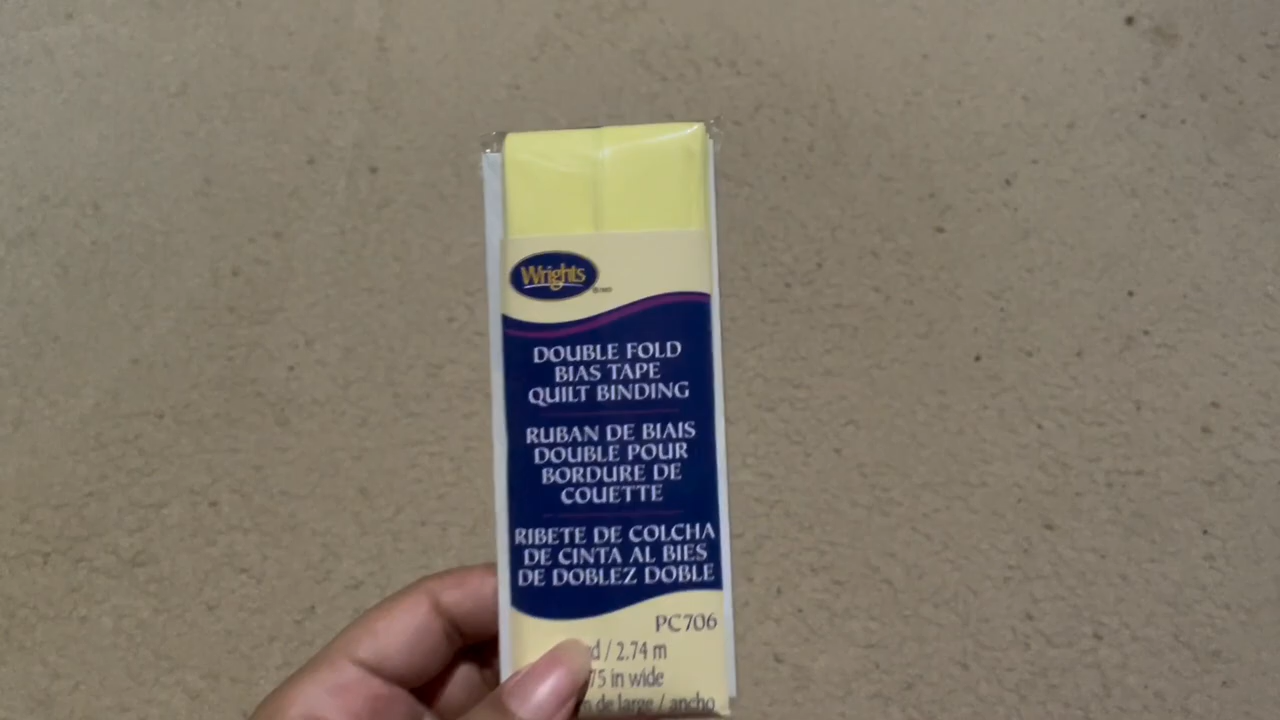 Wrights
DOUBLE FOLD
BIAS TAPE
QUILT BINDING
RUBAN DE BIAIS
DOUBLE POUR
BORDURE DE
COUETTE
RIBETE DE COLCHA
DE CINTA AL BIES
DE DOBLEZ DOBLE
PC706
/ 2.74 m
75 in wide
de large / ancho